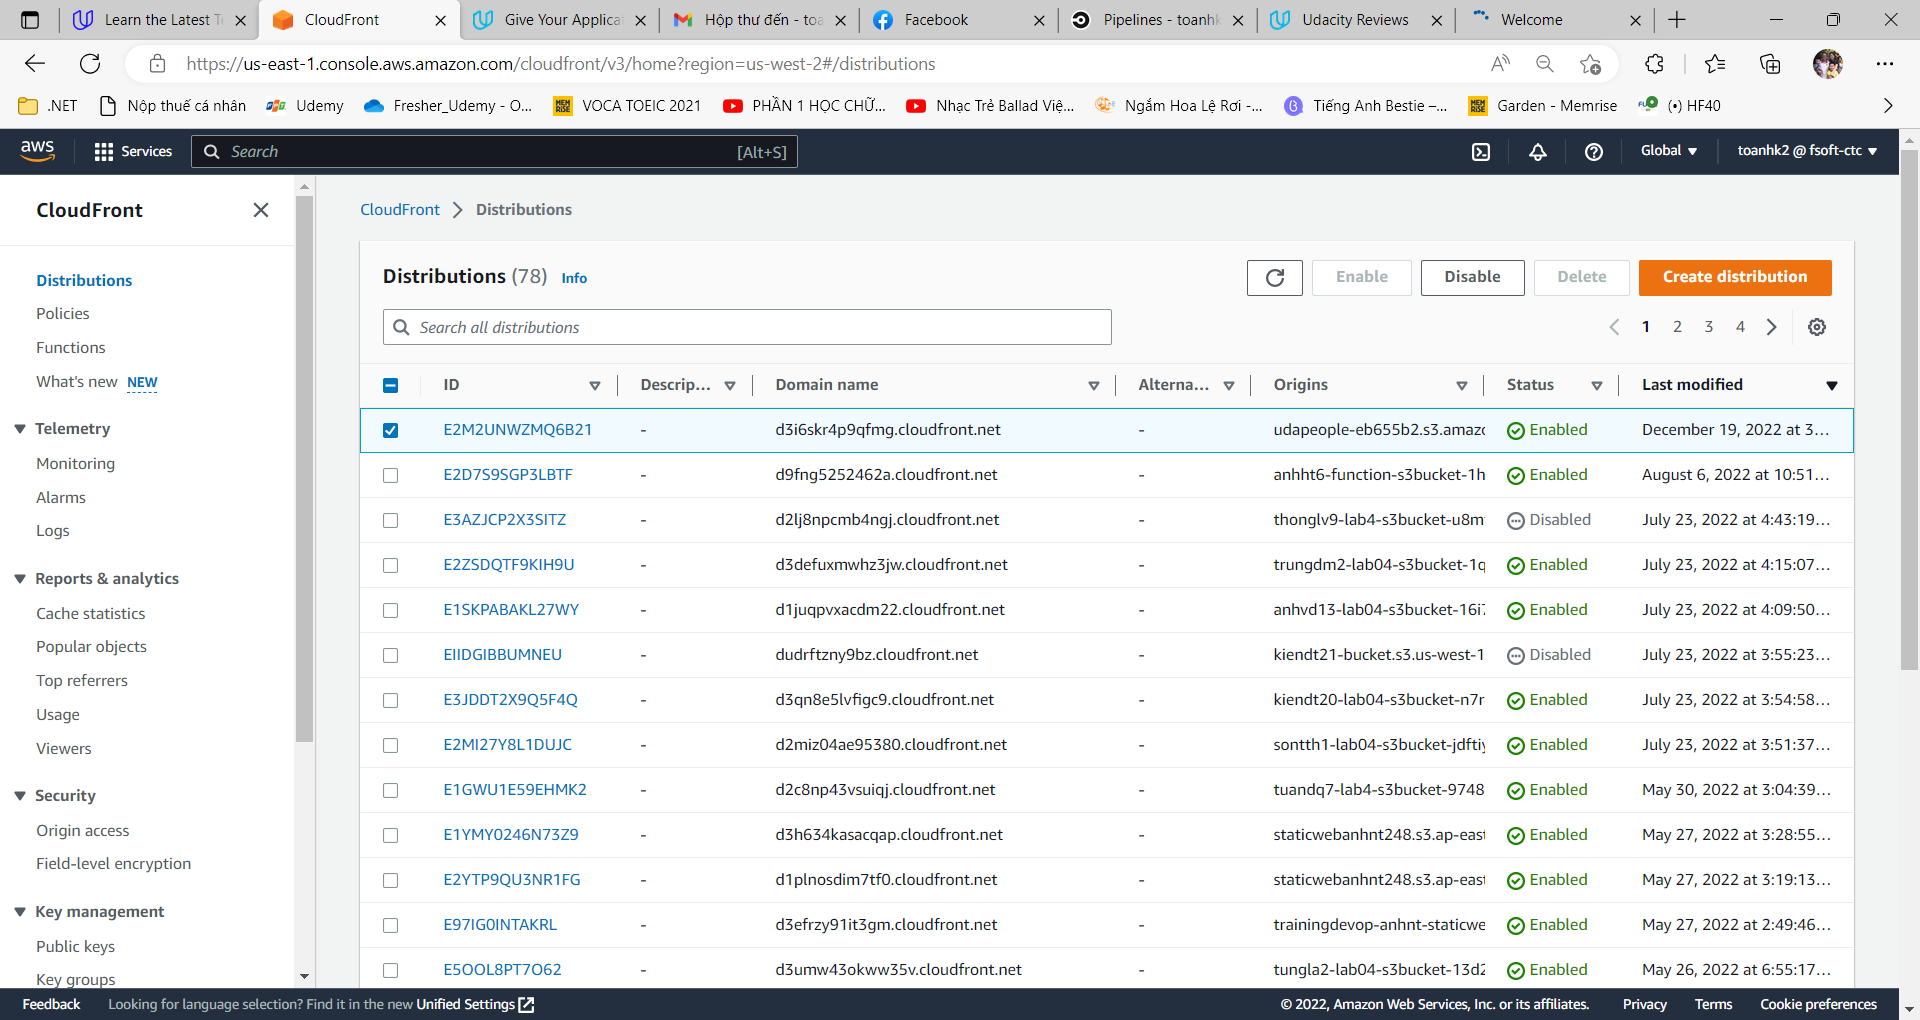 Learn the Latest T
CloudFront
Give Your Applica
Hộp thư đến - toa
Facebook
Pipelines - toanhk
Udacity Reviews
Welcome
https://us-east-1.console.aws.amazon.com/cloudfront/v3/home?region=us-west-2#/distributions
.NET
Nộp thuế cá nhân
Udemy
Fresher_Udemy - O...
VOCA TOEIC 2021
PHẦN 1 HỌC CHỮ...
Nhạc Trẻ Ballad Việ...
Ngắm Hoa Lệ Rơi -...
Tiếng Anh Bestie –...
Garden - Memrise
(•) HF40
aws
Services
Search
[Alt+S]
Global
toanhk2 @ fsoft-ctc
CloudFront
Distributions
Policies
Functions
What's new NEW
Telemetry
Monitoring
Alarms
Logs
Reports & analytics
Cache statistics
Popular objects
Top referrers
Usage
Viewers
Security
Origin access
Field-level encryption
Key management
Public keys
Key groups
CloudFront > Distributions
Distributions (78) Info
Enable
Disable
Delete
Create distribution
Search all distributions
1 2 3 4
ID Descrip... Domain name Alterna... Origins Status Last modified
E2M2UNWZMQ6B21 - d3i6skr4p9qfmg.cloudfront.net - udapeople-eb655b2.s3.amazo Enabled December 19, 2022 at 3...
E2D7S9SGP3LBTF - d9fng5252462a.cloudfront.net - anhht6-function-s3bucket-1h Enabled August 6, 2022 at 10:51...
E3AZJCP2X3SITZ - d2lj8npcmb4ngj.cloudfront.net - thonglv9-lab4-s3bucket-u8m Disabled July 23, 2022 at 4:43:19...
E2ZSDQTF9KIH9U - d3defuxmwhz3jw.cloudfront.net - trungdm2-lab04-s3bucket-1q Enabled July 23, 2022 at 4:15:07...
E1SKPABAKL27WY - d1juqpvxacdm22.cloudfront.net - anhvd13-lab04-s3bucket-16i7 Enabled July 23, 2022 at 4:09:50...
EIIDGIBBUMNEU - dudrftzny9bz.cloudfront.net - kiendt21-bucket.s3.us-west-1 Disabled July 23, 2022 at 3:55:23...
E3JDDT2X9Q5F4Q - d3qn8e5lvfigc9.cloudfront.net - kiendt20-lab04-s3bucket-n7r Enabled July 23, 2022 at 3:54:58...
E2MI27Y8L1DUJC - d2miz04ae95380.cloudfront.net - sontth1-lab04-s3bucket-jdftiy Enabled July 23, 2022 at 3:51:37...
E1GWU1E59EHMK2 - d2c8np43vsuiqj.cloudfront.net - tuandq7-lab4-s3bucket-9748 Enabled May 30, 2022 at 3:04:39...
E1YMY0246N73Z9 - d3h634kasacqap.cloudfront.net - staticwebanhnt248.s3.ap-east Enabled May 27, 2022 at 3:28:55...
E2YTP9QU3NR1FG - d1plnosdim7tf0.cloudfront.net - staticwebanhnt248.s3.ap-east Enabled May 27, 2022 at 3:19:13...
E97IG0INTAKRL - d3efrzy91it3gm.cloudfront.net - trainingdevop-anhnt-staticwe Enabled May 27, 2022 at 2:49:46...
E5OOL8PT7O62 - d3umw43okww35v.cloudfront.net - tungla2-lab04-s3bucket-13d2 Enabled May 26, 2022 at 6:55:17...
Feedback
Looking for language selection? Find it in the new Unified Settings
© 2022, Amazon Web Services, Inc. or its affiliates.
Privacy
Terms
Cookie preferences